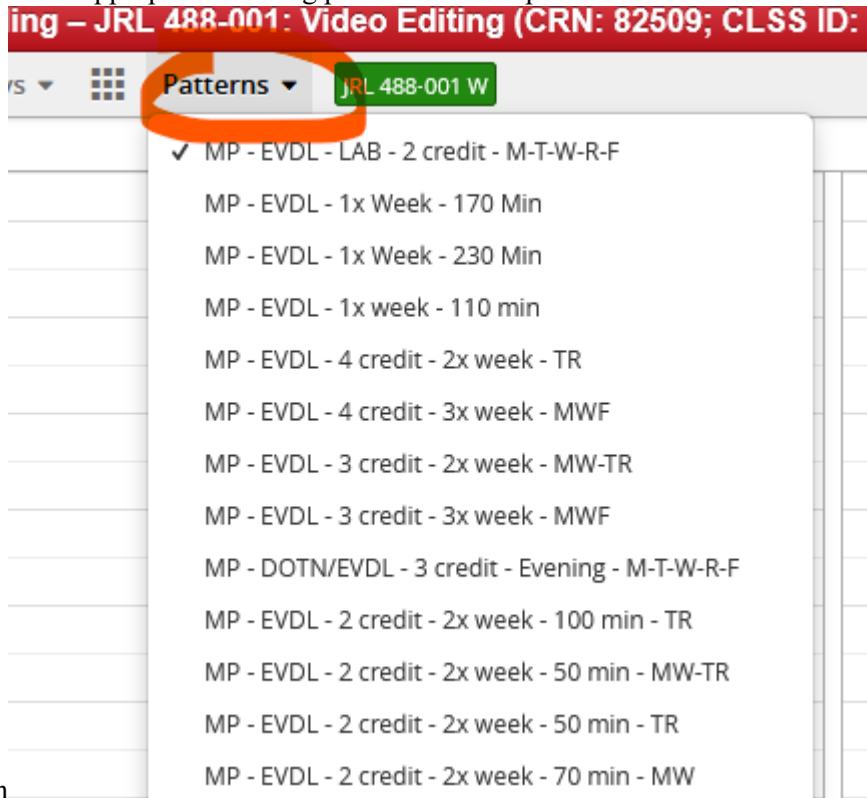 ing – JRL 488-001: Video Editing (CRN: 82509; CLSS ID:
Patterns JRL 488-001 W
✓ MP - EVDL - LAB - 2 credit - M-T-W-R-F
MP - EVDL - 1x Week - 170 Min
MP - EVDL - 1x Week - 230 Min
MP - EVDL - 1x week - 110 min
MP - EVDL - 4 credit - 2x week - TR
MP - EVDL - 4 credit - 3x week - MWF
MP - EVDL - 3 credit - 2x week - MW-TR
MP - EVDL - 3 credit - 3x week - MWF
MP - DOTN/EVDL - 3 credit - Evening - M-T-W-R-F
MP - EVDL - 2 credit - 2x week - 100 min - TR
MP - EVDL - 2 credit - 2x week - 50 min - MW-TR
MP - EVDL - 2 credit - 2x week - 50 min - TR
MP - EVDL - 2 credit - 2x week - 70 min - MW